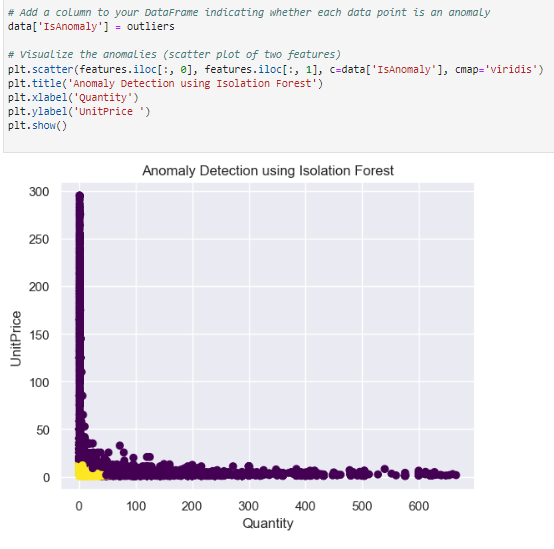 # Add a column to your DataFrame indicating whether each data point is an anomaly
data['IsAnomaly'] = outliers
# Visualize the anomalies (scatter plot of two features)
plt.scatter(features.iloc[:, 0], features.iloc[:, 1], c=data['IsAnomaly'], cmap='viridis')
plt.title('Anomaly Detection using Isolation Forest')
plt.xlabel('Quantity')
plt.ylabel('UnitPrice ')
plt.show()
Anomaly Detection using Isolation Forest
300
250
200
150
100
50
0
UnitPrice
0 100 200 300 400 500 600
Quantity